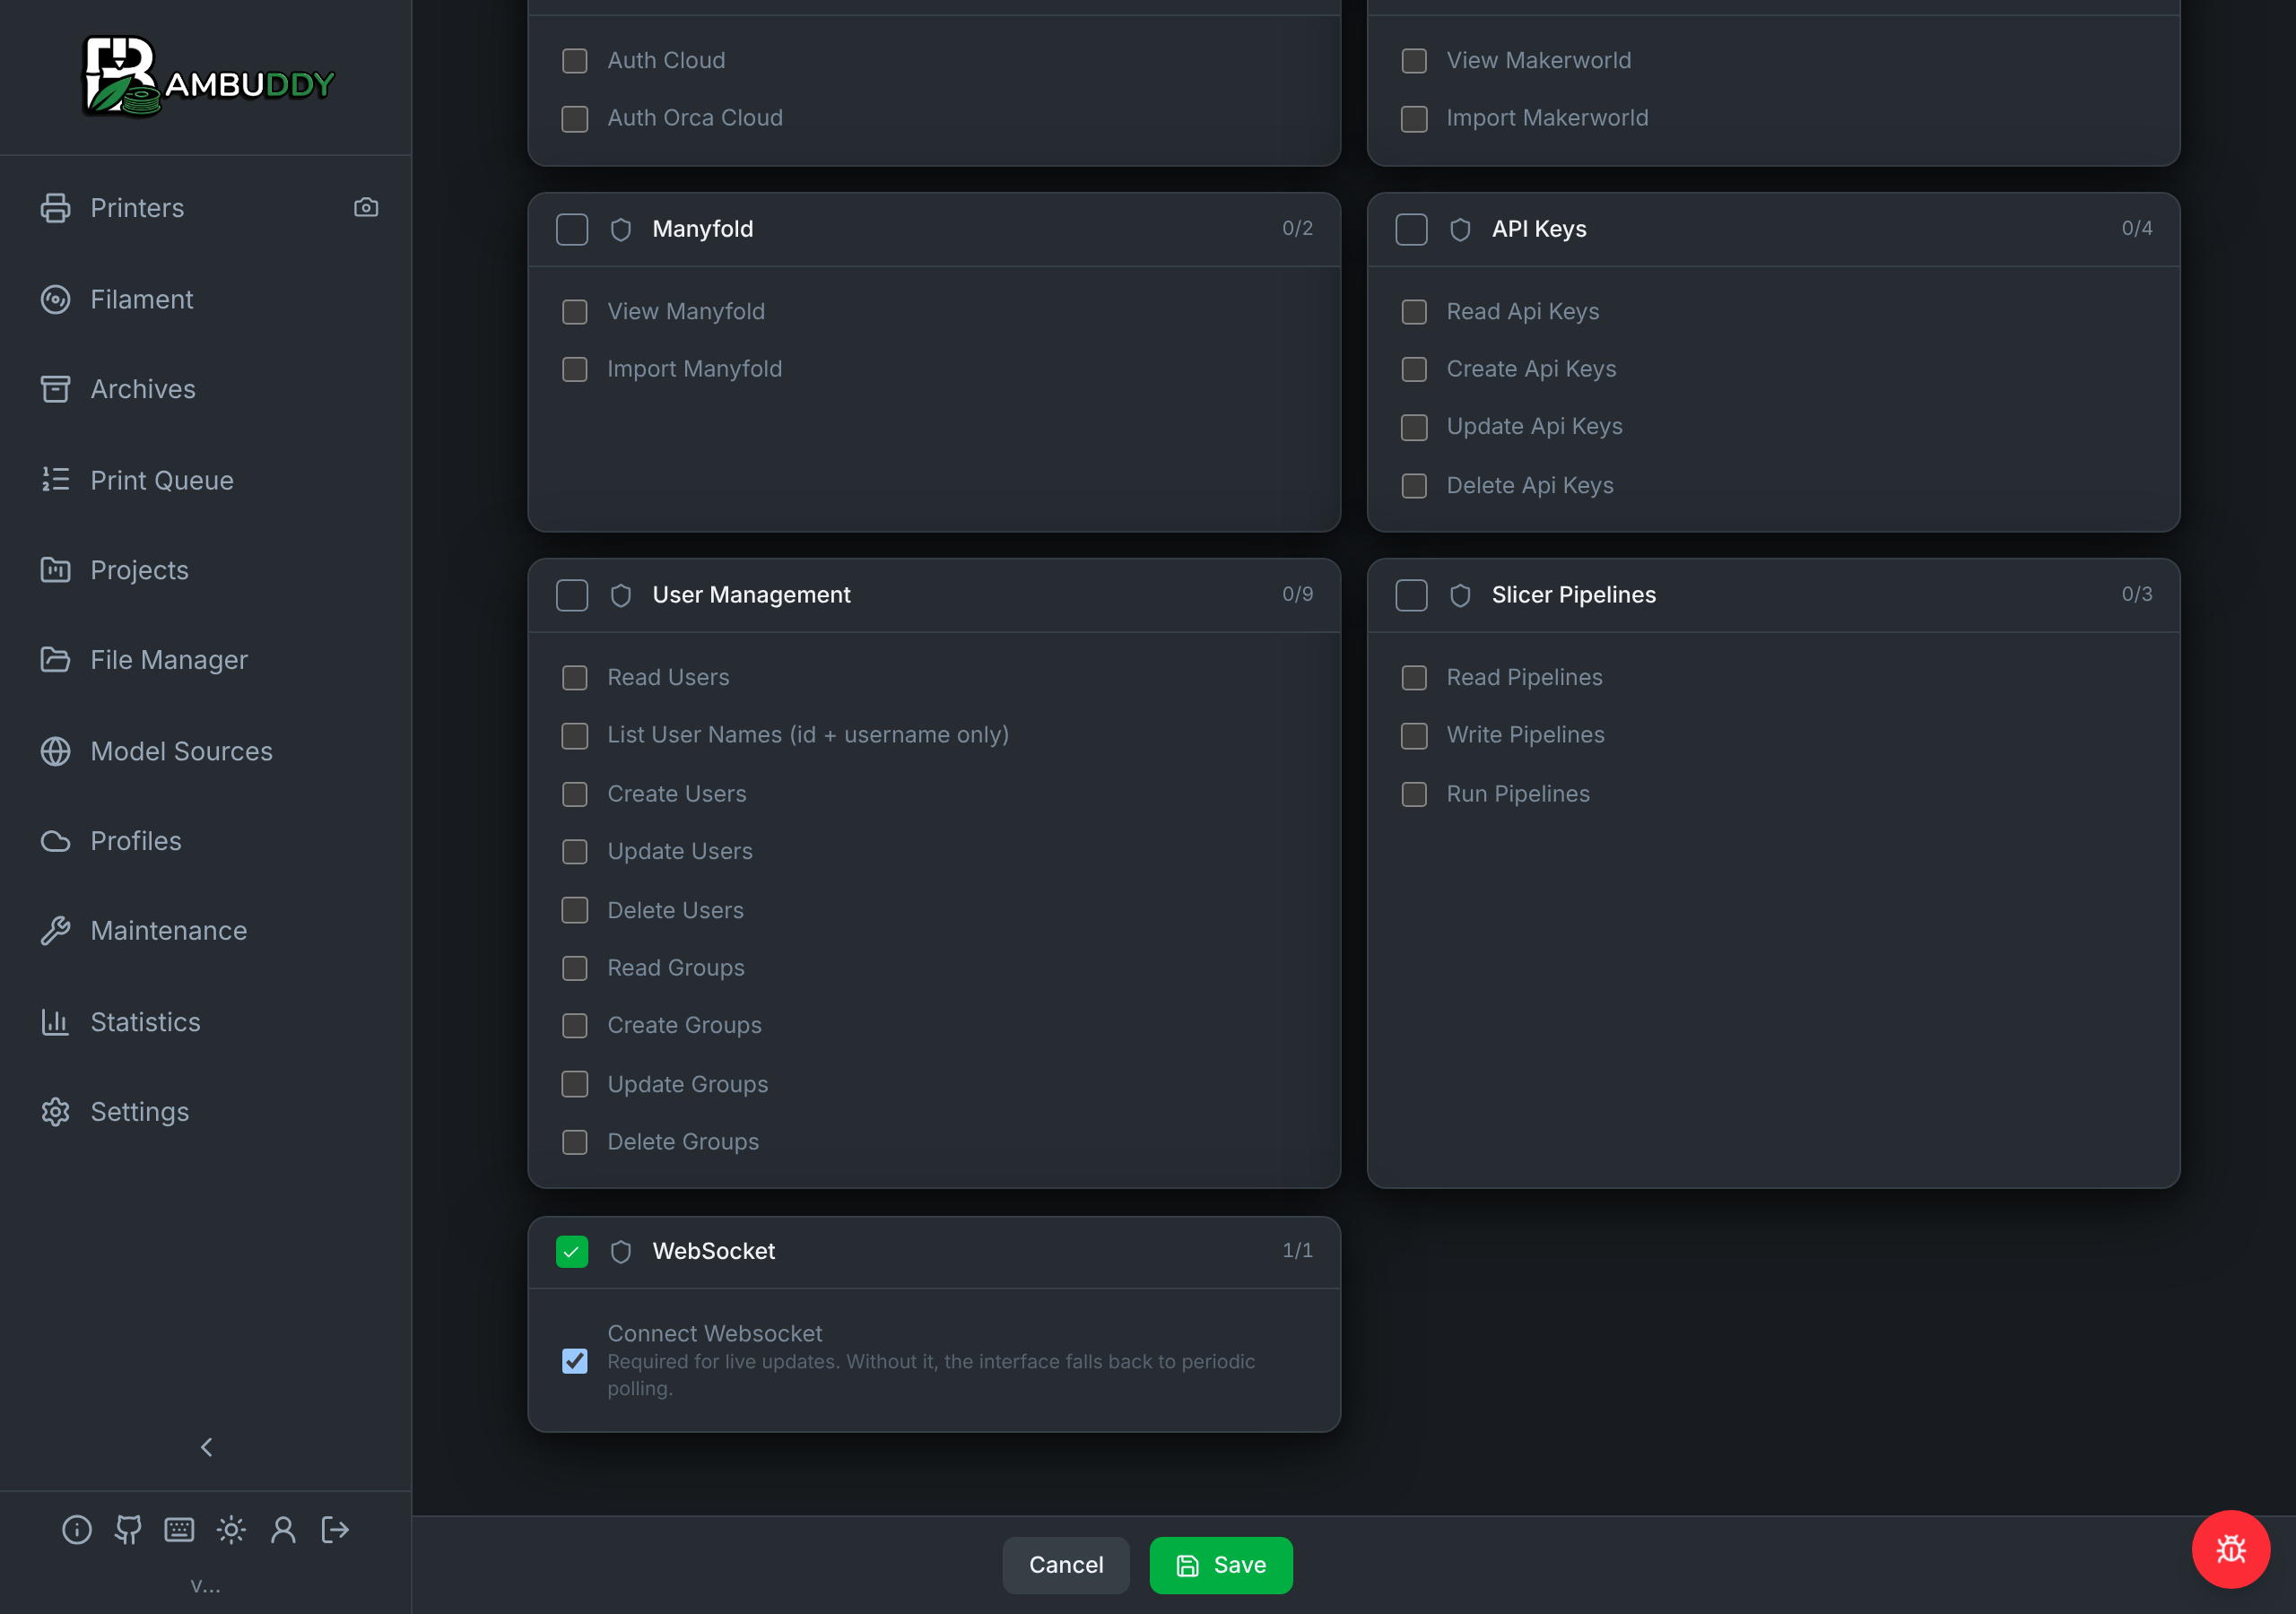 BAMBUDDY
Printers
Filament
Archives
Print Queue
Projects
File Manager
Model Sources
Profiles
Maintenance
Statistics
Settings
v...
Auth Cloud
Auth Orca Cloud
View Makerworld
Import Makerworld
Manyfold 0/2
View Manyfold
Import Manyfold
API Keys 0/4
Read Api Keys
Create Api Keys
Update Api Keys
Delete Api Keys
User Management 0/9
Read Users
List User Names (id + username only)
Create Users
Update Users
Delete Users
Read Groups
Create Groups
Update Groups
Delete Groups
Slicer Pipelines 0/3
Read Pipelines
Write Pipelines
Run Pipelines
WebSocket 1/1
Connect Websocket
Required for live updates. Without it, the interface falls back to periodic
polling.
Cancel
Save